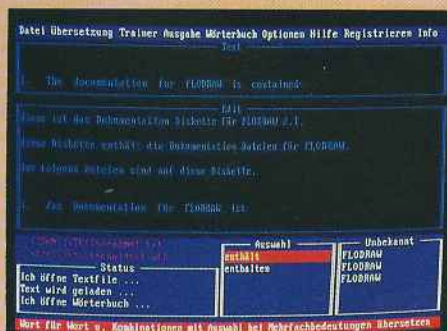 Datei Übersetzung Trainer Ausgabe Wörterbuch Optionen Hilfe Registrieren Info
Text
The documentation for FLODRAW is contained
Edit
Dies ist das Dokumentation Diskette für FLODRAW 2.1.
diese Diskette enthält die Dokumentation Dateien für FLODRAW.
Der folgens Dateien sind auf diese Diskette.
Das Dokumentation für FLODRAW ist
Status
Ich öffne Textfile ...
Text wird geladen ...
Ich öffne Wörterbuch ...
Auswahl
enthält
enthalten
Unbekannt
FLODRAW
FLODRAW
FLODRAW
Wort für Wort u. Kombinationen mit Auswahl bei Mehrfachbedeutungen übersetzen